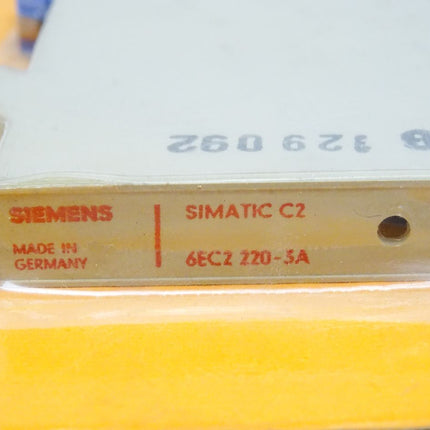 SIEMENS
MADE IN
GERMANY
SIMATIC C2
6EC2 220-3A